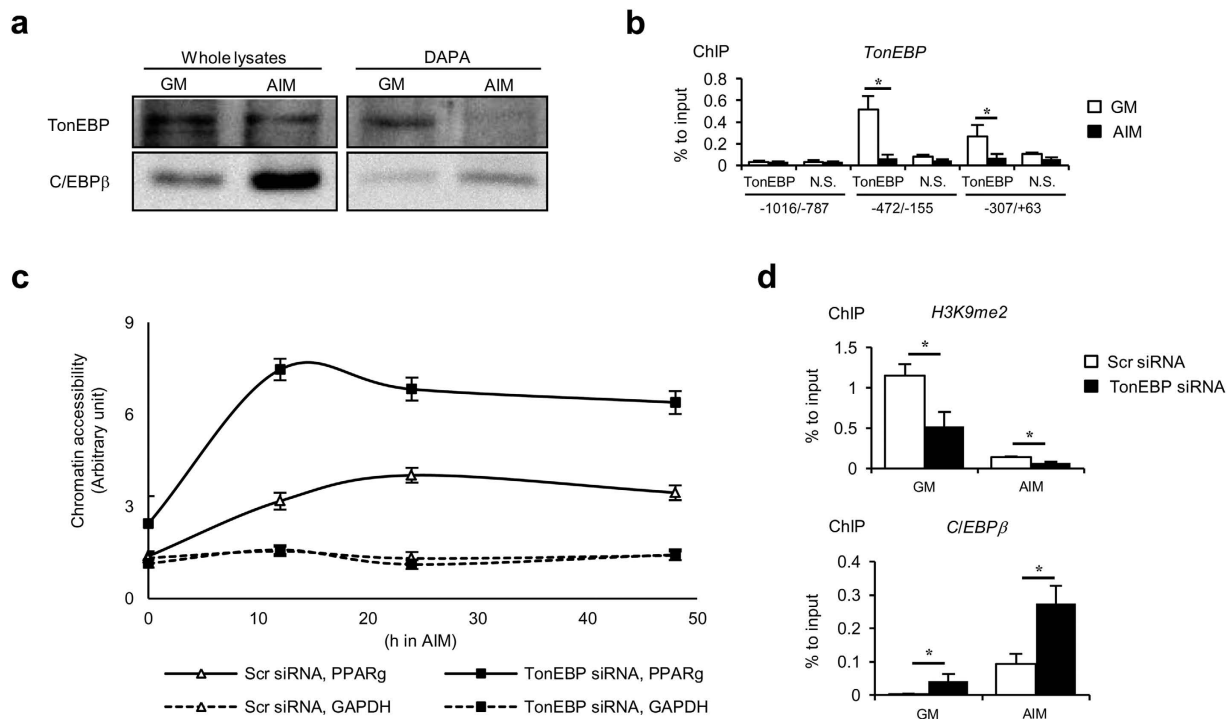 a
Whole lysates DAPA
GM AIM GM AIM
TonEBP
C/EBPβ
b
ChIP TonEBP
% to input
0.8
0.6
0.4
0.2
0
* *
GM
AIM
TonEBP N.S. TonEBP N.S. TonEBP N.S.
-1016/-787 -472/-155 -307/+63
c
Chromatin accessibility
(Arbitrary unit)
9
6
3
0
0 10 20 30 40 50
(h in AIM)
Scr siRNA, PPARg TonEBP siRNA, PPARg
Scr siRNA, GAPDH TonEBP siRNA, GAPDH
d
ChIP H3K9me2
% to input
1.5
1
0.5
0
* *
GM AIM
Scr siRNA
TonEBP siRNA
ChIP C/EBPβ
% to input
0.4
0.3
0.2
0.1
0
* *
GM AIM